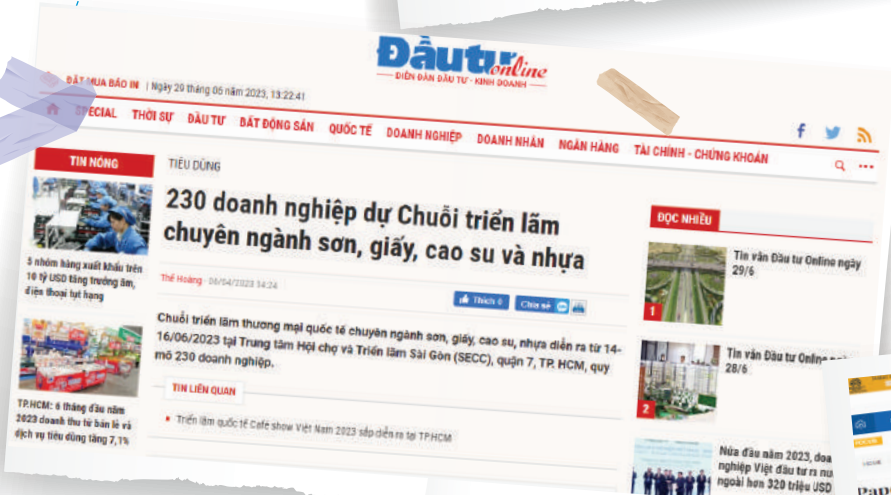 Đầutư online
DIỄN ĐÀN ĐẦU TƯ - KINH DOANH
ĐẶT MUA BÁO IN | Ngày 29 tháng 06 năm 2023, 13:22:41
SPECIAL THỜI SỰ ĐẦU TƯ BẤT ĐỘNG SẢN QUỐC TẾ DOANH NGHIỆP DOANH NHÂN NGÂN HÀNG TÀI CHÍNH - CHỨNG KHOÁN
TIN NÓNG
5 nhóm hàng xuất khẩu trên
10 tỷ USD tăng trưởng âm,
điện thoại tụt hạng
TP.HCM: 6 tháng đầu năm
2023 doanh thu từ bán lẻ và
dịch vụ tiêu dùng tăng 7,1%
TIÊU DÙNG
230 doanh nghiệp dự Chuỗi triển lãm
chuyên ngành sơn, giấy, cao su và nhựa
Thế Hoàng - 06/04/2023 14:24
Thích 0 Chia sẻ
Chuỗi triển lãm thương mại quốc tế chuyên ngành sơn, giấy, cao su, nhựa diễn ra từ 14-
16/06/2023 tại Trung tâm Hội chợ và Triển lãm Sài Gòn (SECC), quận 7, TP. HCM, quy
mô 230 doanh nghiệp.
TIN LIÊN QUAN
Triển lãm quốc tế Café show Việt Nam 2023 sắp diễn ra tại TP.HCM
ĐỌC NHIỀU
1
Tin vắn Đầu tư Online ngày
29/6
2
Tin vắn Đầu tư Online
28/6
Nửa đầu năm 2023, doa
nghiệp Việt đầu tư ra nư
ngoài hơn 320 triệu USD
Pap